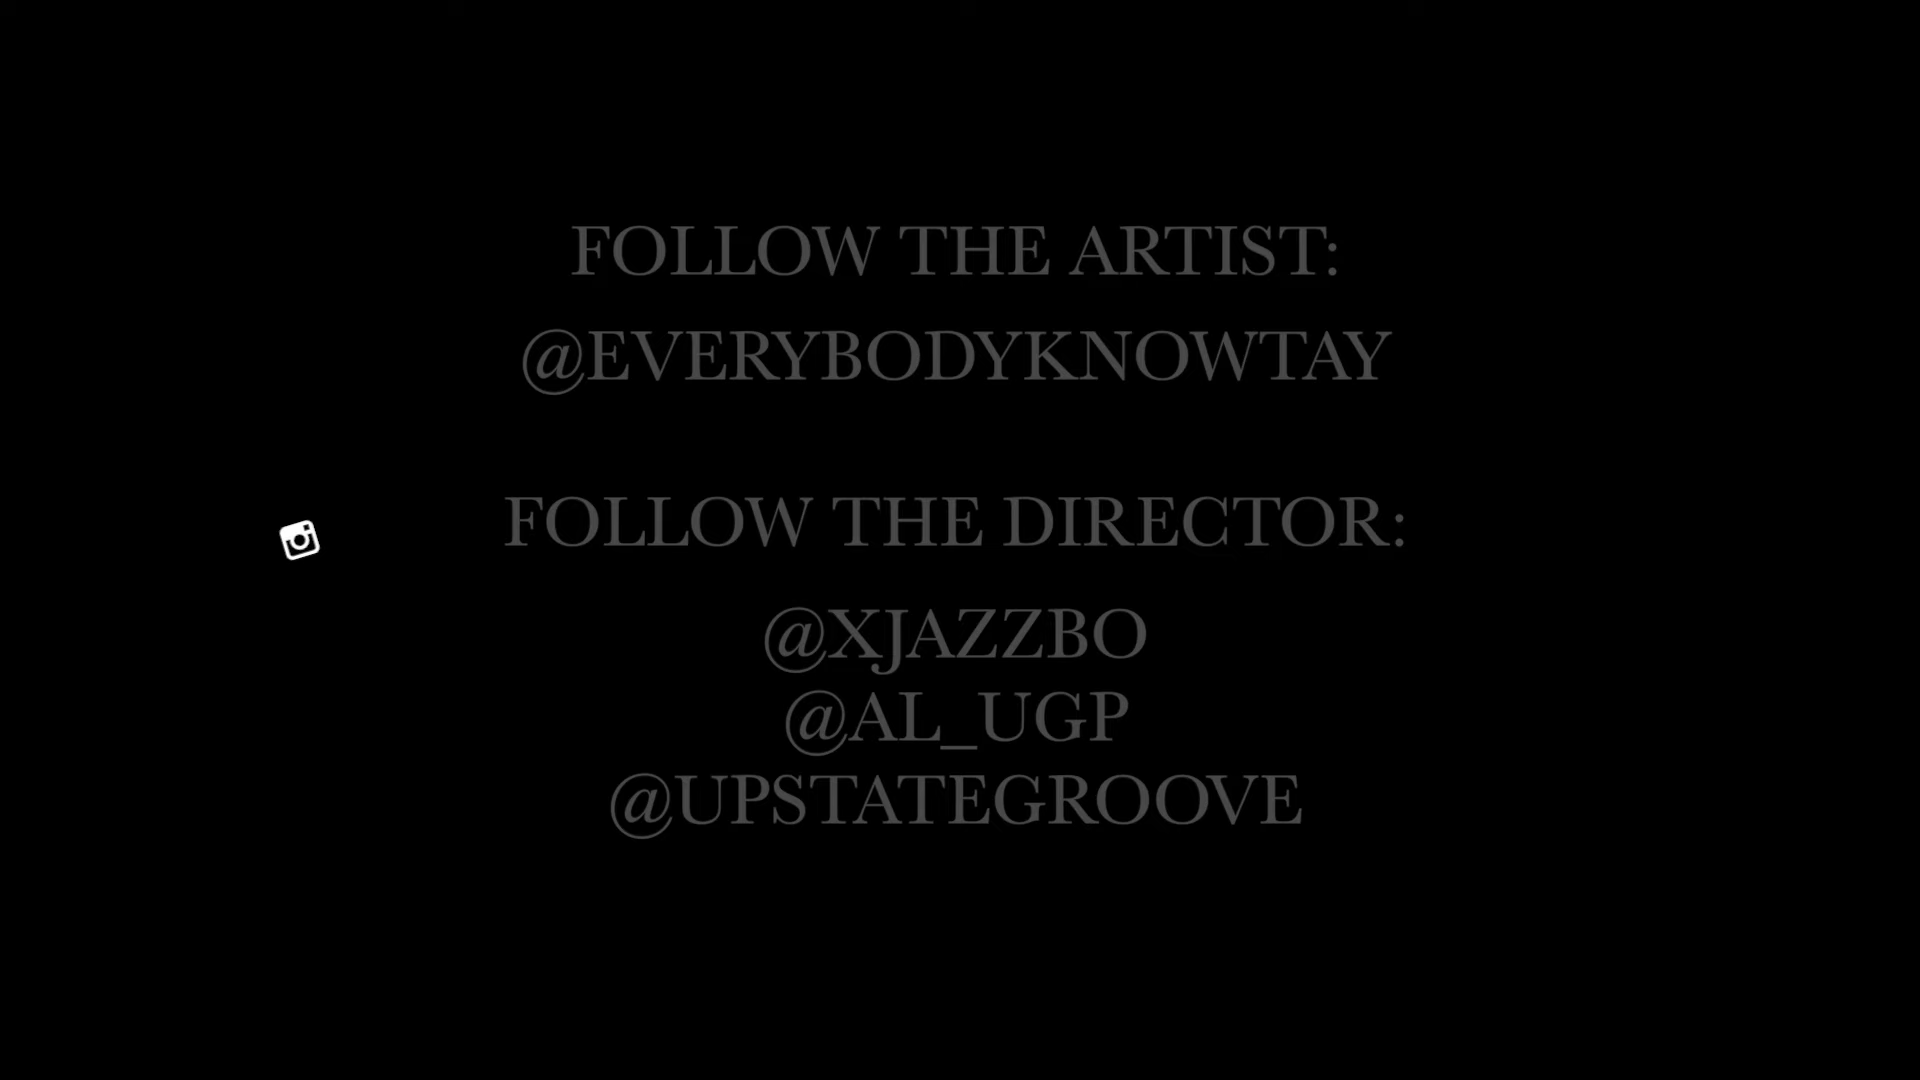 FOLLOW THE ARTIST:
@EVERYBODYKNOWTAY
FOLLOW THE DIRECTOR:
@XJAZZBO
@AL_UGP
@UPSTATEGROOVE